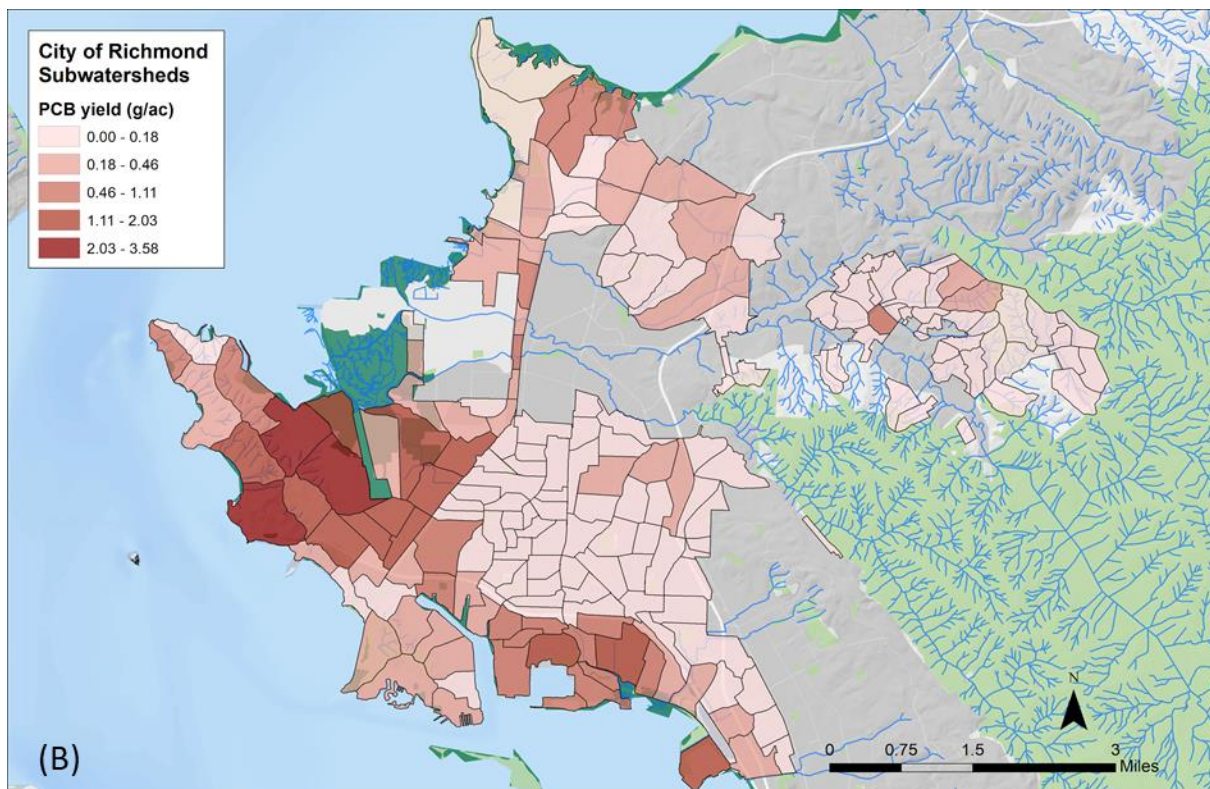 City of Richmond
Subwatersheds
PCB yield (g/ac)
0.00 - 0.18
0.18 - 0.46
0.46 - 1.11
1.11 - 2.03
2.03 - 3.58
(B)
N
0 0.75 1.5 3
Miles